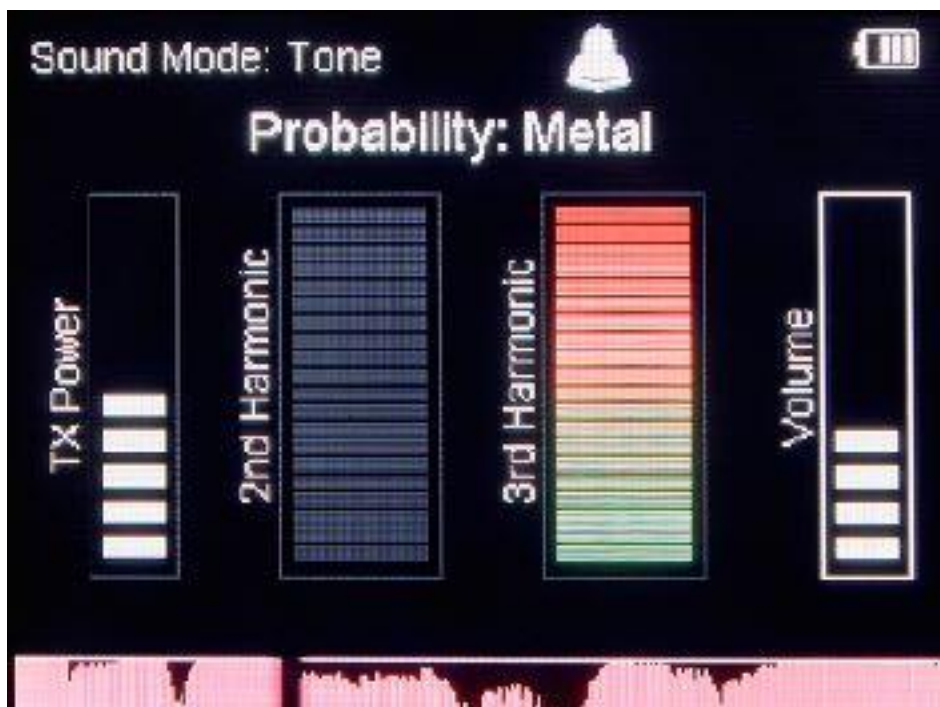 Sound Mode: Tone
Probability: Metal
TX Power
2nd Harmonic
3rd Harmonic
Volume